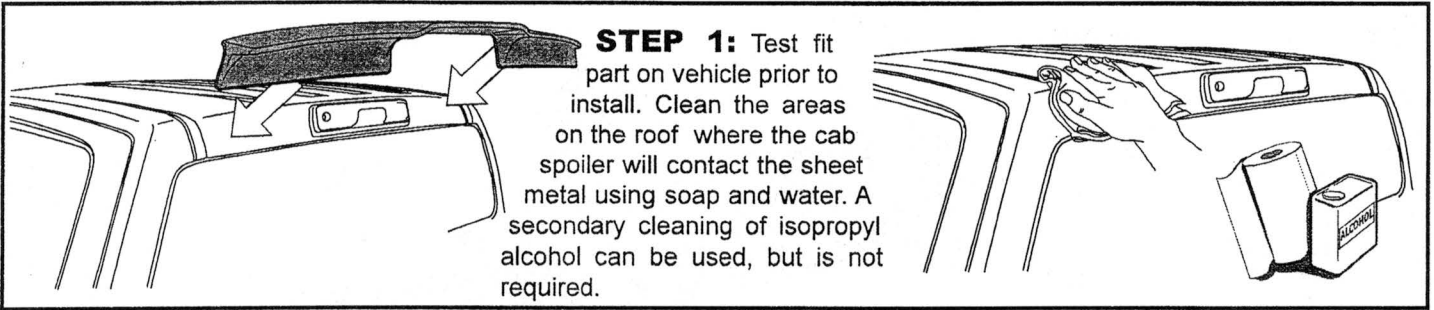 STEP 1: Test fit
part on vehicle prior to
install. Clean the areas
on the roof where the cab
spoiler will contact the sheet
metal using soap and water. A
secondary cleaning of isopropyl
alcohol can be used, but is not
required.
ALCOHOL